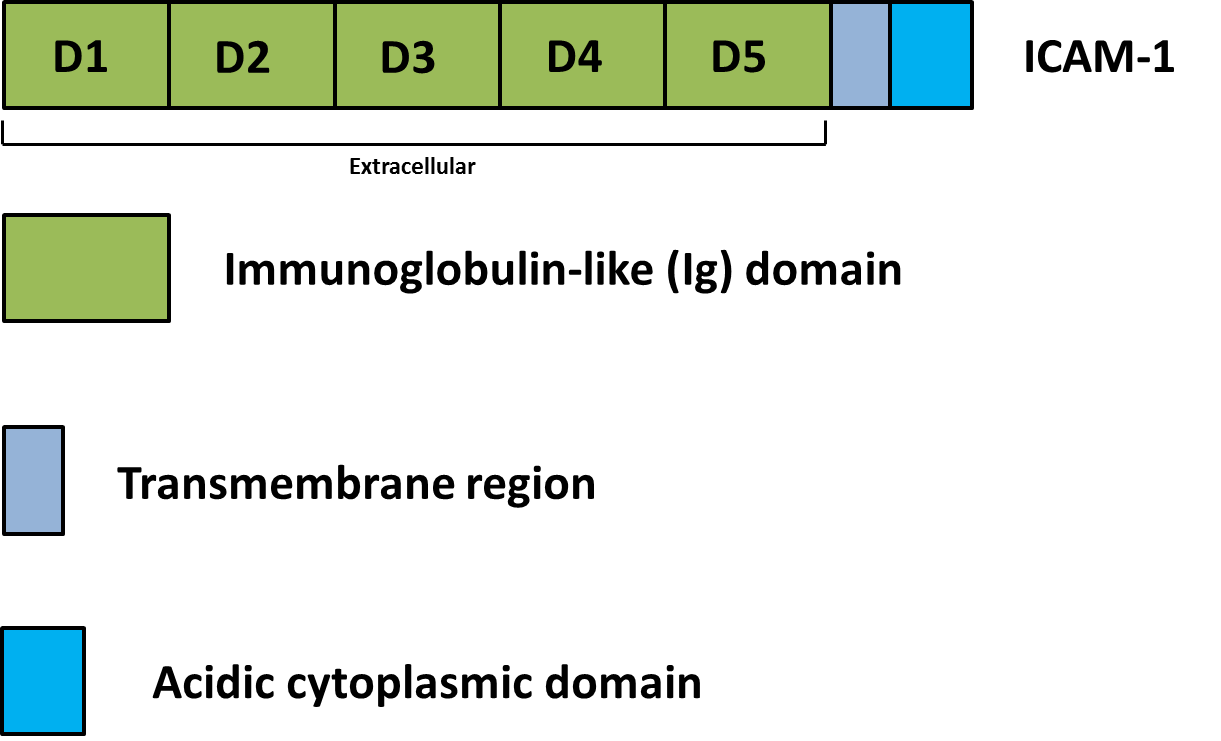 D1 D2 D3 D4 D5 ICAM-1
Extracellular
Immunoglobulin-like (Ig) domain
Transmembrane region
Acidic cytoplasmic domain